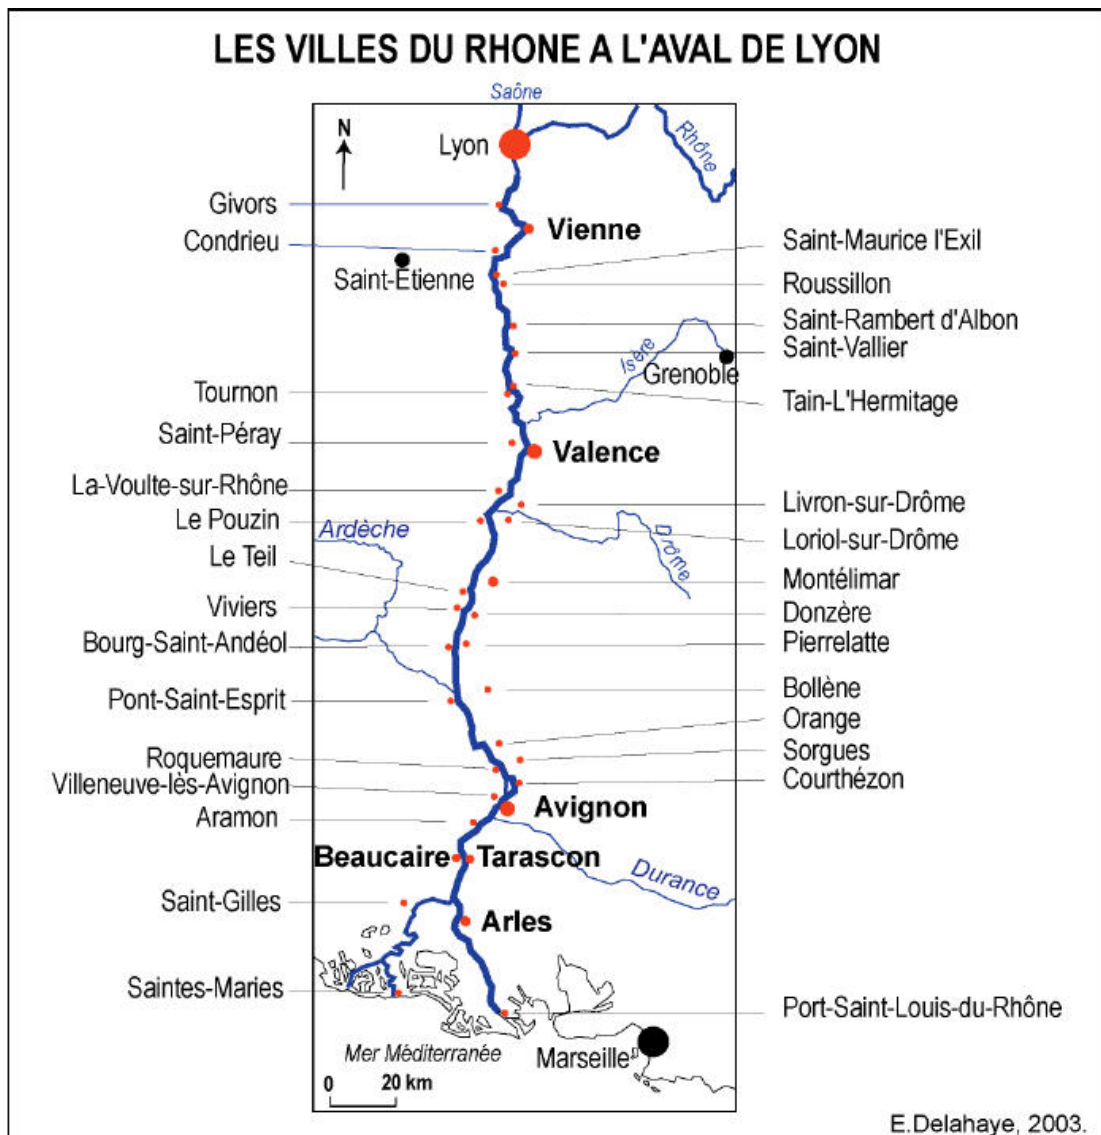 LES VILLES DU RHONE A L'AVAL DE LYON
Saône
N
Lyon
Rhône
Givors
Vienne
Condrieu
Saint-Maurice l'Exil
Saint-Etienne
Roussillon
Saint-Rambert d'Albon
Isère
Saint-Vallier
Grenoble
Tournon
Tain-L'Hermitage
Saint-Péray
Valence
La-Voulte-sur-Rhône
Livron-sur-Drôme
Le Pouzin
Ardèche
Drôme
Loriol-sur-Drôme
Le Teil
Montélimar
Viviers
Donzère
Bourg-Saint-Andéol
Pierrelatte
Bollène
Pont-Saint-Esprit
Orange
Roquemaure
Sorgues
Villeneuve-lès-Avignon
Courthézon
Avignon
Aramon
Beaucaire
Tarascon
Durance
Saint-Gilles
Arles
Saintes-Maries
Port-Saint-Louis-du-Rhône
Mer Méditerranée
Marseille
0 20 km
E.Delahaye, 2003.